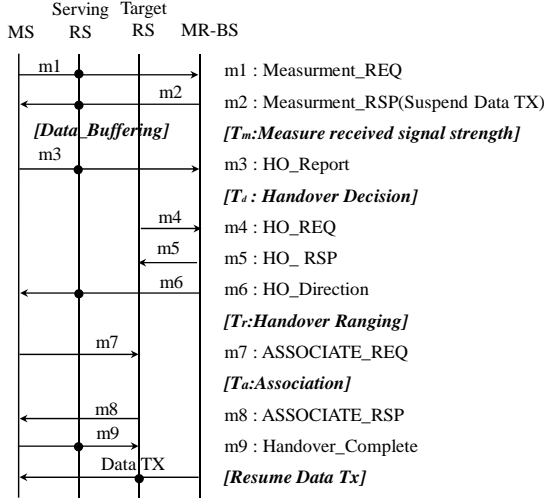 Serving Target
MS RS RS MR-BS
m1 m1 : Measurment_REQ
m2 m2 : Measurment_RSP(Suspend Data TX)
[Data_Buffering] [Tm:Measure received signal strength]
m3 m3 : HO_Report
[Td : Handover Decision]
m4 m4 : HO_REQ
m5 m5 : HO_ RSP
m6 m6 : HO_Direction
[Tr:Handover Ranging]
m7 m7 : ASSOCIATE_REQ
[Ta:Association]
m8 m8 : ASSOCIATE_RSP
m9 m9 : Handover_Complete
Data TX [Resume Data Tx]